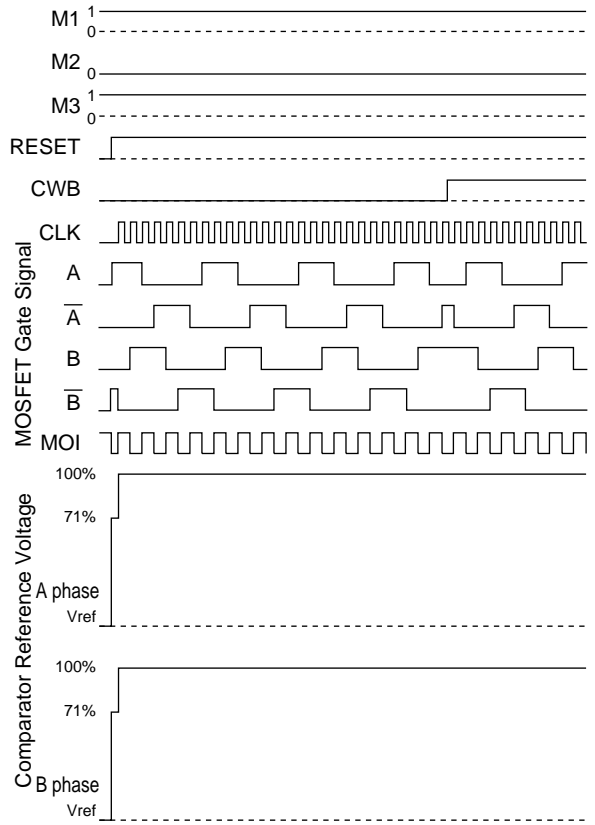 M1 1
0
M2 0
M3 1
0
RESET
CWB
CLK
MOSFET Gate Signal
A
A̅
B
B̅
MOI
Comparator Reference Voltage
100%
71%
A phase
Vref
100%
71%
B phase
Vref